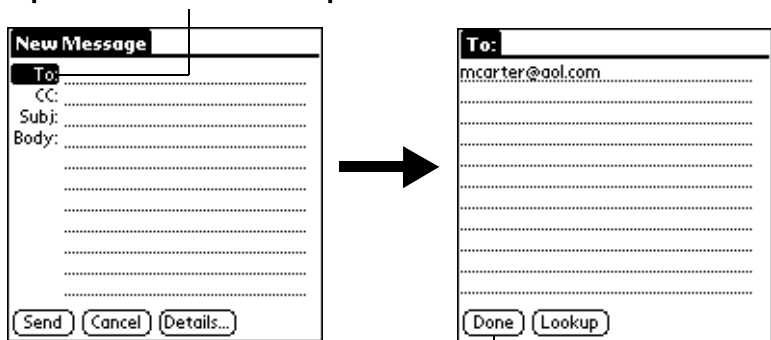 New Message
To:
CC:
Subj:
Body:
Send Cancel Details...
To:
mcarter@aol.com
Done Lookup